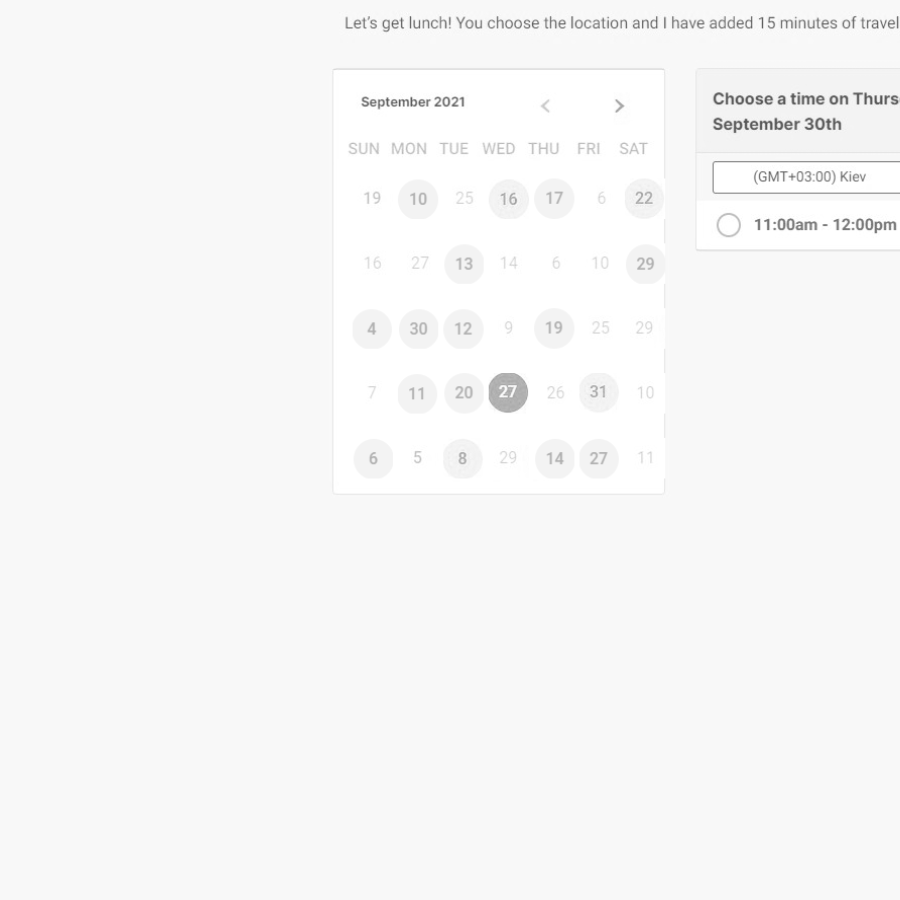 Let's get lunch! You choose the location and I have added 15 minutes of travel
September 2021
SUN MON TUE WED THU FRI SAT
19 10 25 16 17 6 22
16 27 13 14 6 10 29
4 30 12 9 19 25 29
7 11 20 27 26 31 10
6 5 8 29 14 27 11
Choose a time on Thurs
September 30th
(GMT+03:00) Kiev
11:00am - 12:00pm